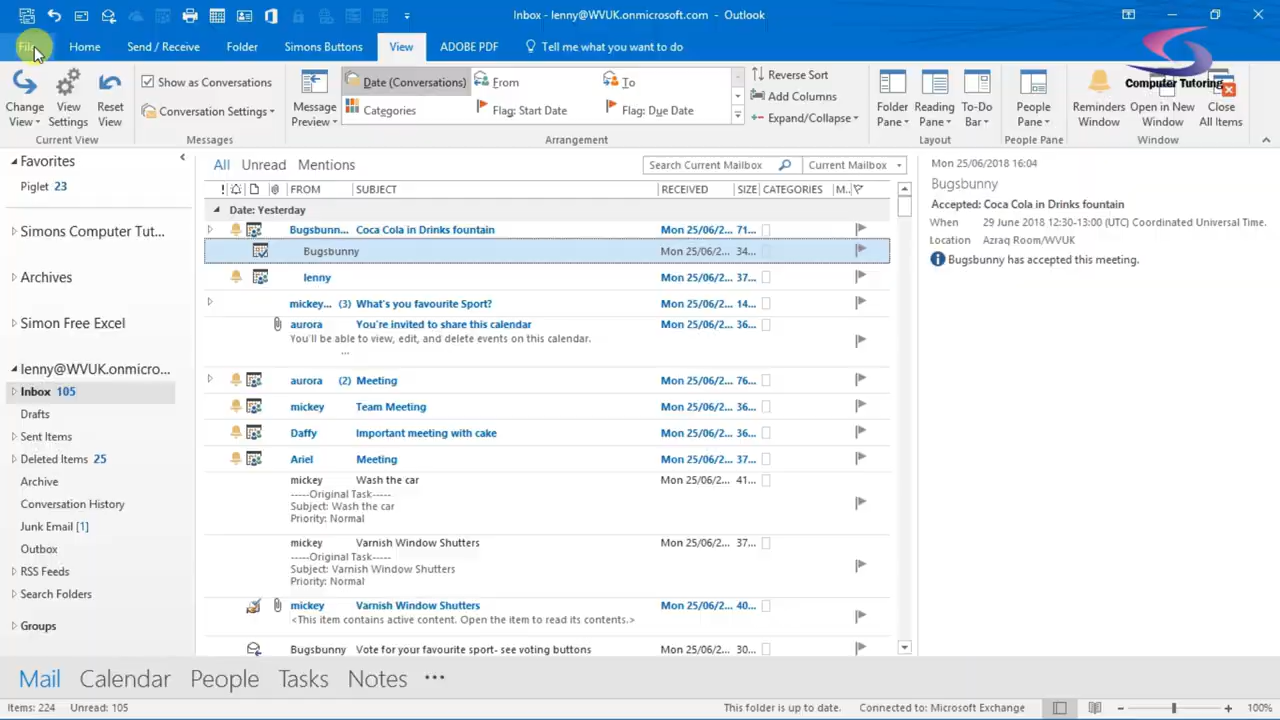 Inbox - lenny@WVUK.onmicrosoft.com - Outlook
File Home Send / Receive Folder Simons Buttons View ADOBE PDF Tell me what you want to do
Computer Tutoring
Change View
View Settings
Reset View
Current View
Show as Conversations
Conversation Settings
Messages
Message Preview
Date (Conversations) From To
Categories Flag: Start Date Flag: Due Date
Reverse Sort
Add Columns
Expand/Collapse
Arrangement
Folder Pane
Reading Pane
To-Do Bar
Layout
People Pane
People Pane
Reminders Window
Open in New Window
Close All Items
Window
Favorites
Piglet 23
Simons Computer Tut...
Archives
Simon Free Excel
lenny@WVUK.onmicro...
Inbox 105
Drafts
Sent Items
Deleted Items 25
Archive
Conversation History
Junk Email [1]
Outbox
RSS Feeds
Search Folders
Groups
All Unread Mentions
Search Current Mailbox Current Mailbox
! FROM SUBJECT RECEIVED SIZE CATEGORIES M...
Date: Yesterday
Bugsbunn... Coca Cola in Drinks fountain Mon 25/06/2... 71...
Bugsbunny Mon 25/06/2... 34...
lenny Mon 25/06/2... 37...
mickey... (3) What's you favourite Sport? Mon 25/06/2... 14...
aurora You're invited to share this calendar Mon 25/06/2... 36...
You'll be able to view, edit, and delete events on this calendar.
...
aurora (2) Meeting Mon 25/06/2... 76...
mickey Team Meeting Mon 25/06/2... 36...
Daffy Important meeting with cake Mon 25/06/2... 36...
Ariel Meeting Mon 25/06/2... 37...
mickey Wash the car Mon 25/06/2... 41...
-----Original Task-----
Subject: Wash the car
Priority: Normal
mickey Varnish Window Shutters Mon 25/06/2... 37...
-----Original Task-----
Subject: Varnish Window Shutters
Priority: Normal
mickey Varnish Window Shutters Mon 25/06/2... 40...
<This item contains active content. Open the item to read its contents.>
Bugsbunny Vote for your favourite sport- see voting buttons Mon 25/06/2... 30...
Mon 25/06/2018 16:04
Bugsbunny
Accepted: Coca Cola in Drinks fountain
When 29 June 2018 12:30-13:00 (UTC) Coordinated Universal Time.
Location Azraq Room/WVUK
Bugsbunny has accepted this meeting.
Mail Calendar People Tasks Notes ...
Items: 224 Unread: 105 This folder is up to date. Connected to: Microsoft Exchange 100%